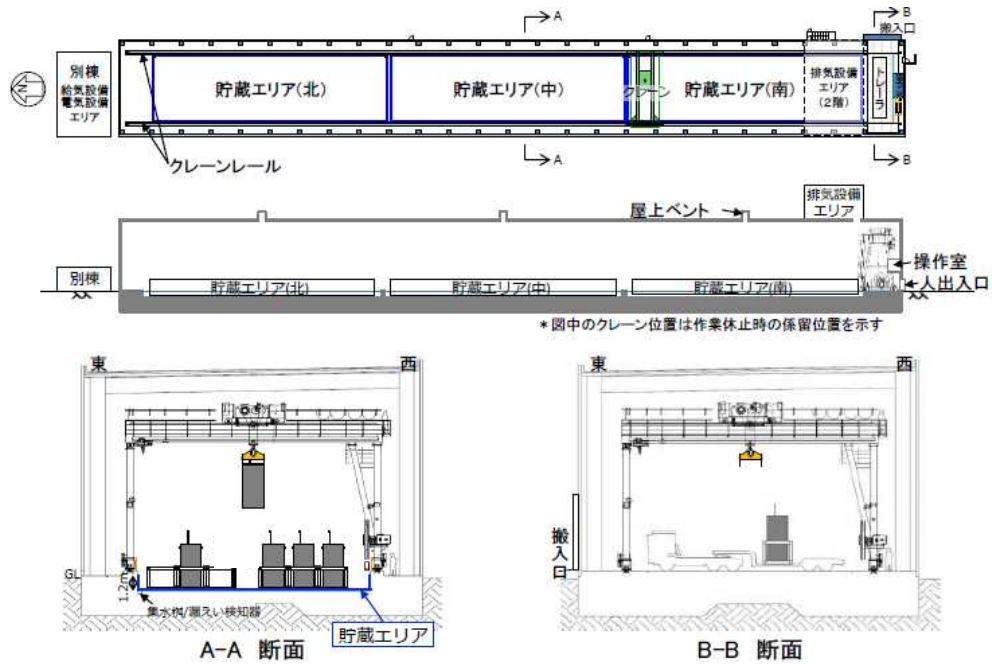 A
B
搬入口
別棟
給気設備
電気設備
エリア
貯蔵エリア(北)
貯蔵エリア(中)
クレーン
貯蔵エリア(南)
排気設備
エリア
(2階)
トレーラ
N
A
B
クレーンレール
屋上ベント
排気設備
エリア
操作室
人出入口
別棟
貯蔵エリア(北)
貯蔵エリア(中)
貯蔵エリア(南)
*図中のクレーン位置は作業休止時の係留位置を示す
東
西
東
西
搬入口
GL
1.2m
集水桝/漏えい検知器
貯蔵エリア
A-A 断面
B-B 断面